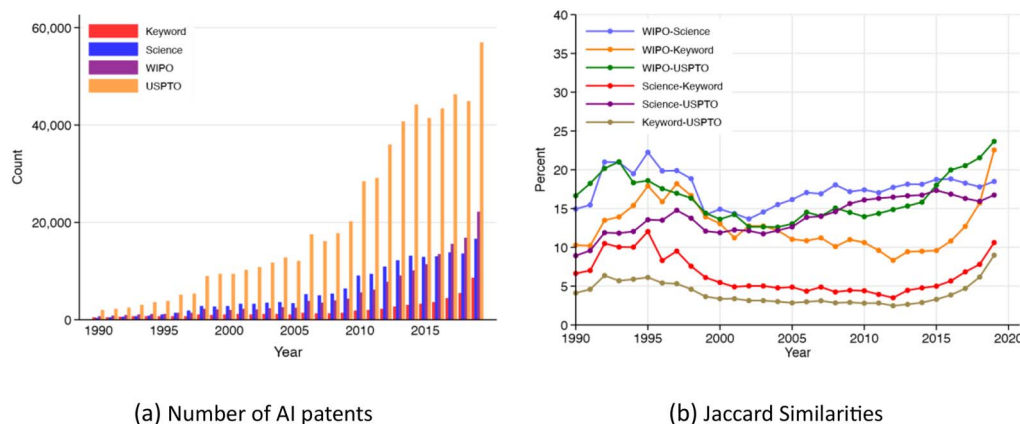 60,000
40,000
20,000
0
Count
Keyword
Science
WIPO
USPTO
1990 1995 2000 2005 2010 2015
Year
(a) Number of AI patents
40
35
30
25
20
15
10
5
0
Percent
WIPO-Science
WIPO-Keyword
WIPO-USPTO
Science-Keyword
Science-USPTO
Keyword-USPTO
1990 1995 2000 2005 2010 2015 2020
Year
(b) Jaccard Similarities